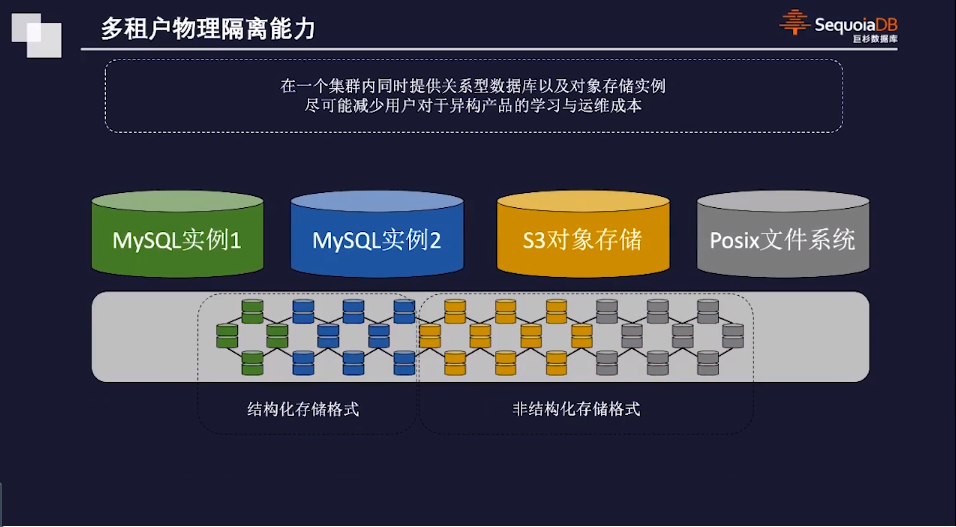 多租户物理隔离能力
SequoiaDB
巨杉数据库
在一个集群内同时提供关系型数据库以及对象存储实例
尽可能减少用户对于异构产品的学习与运维成本
MySQL实例1
MySQL实例2
S3对象存储
Posix文件系统
结构化存储格式
非结构化存储格式